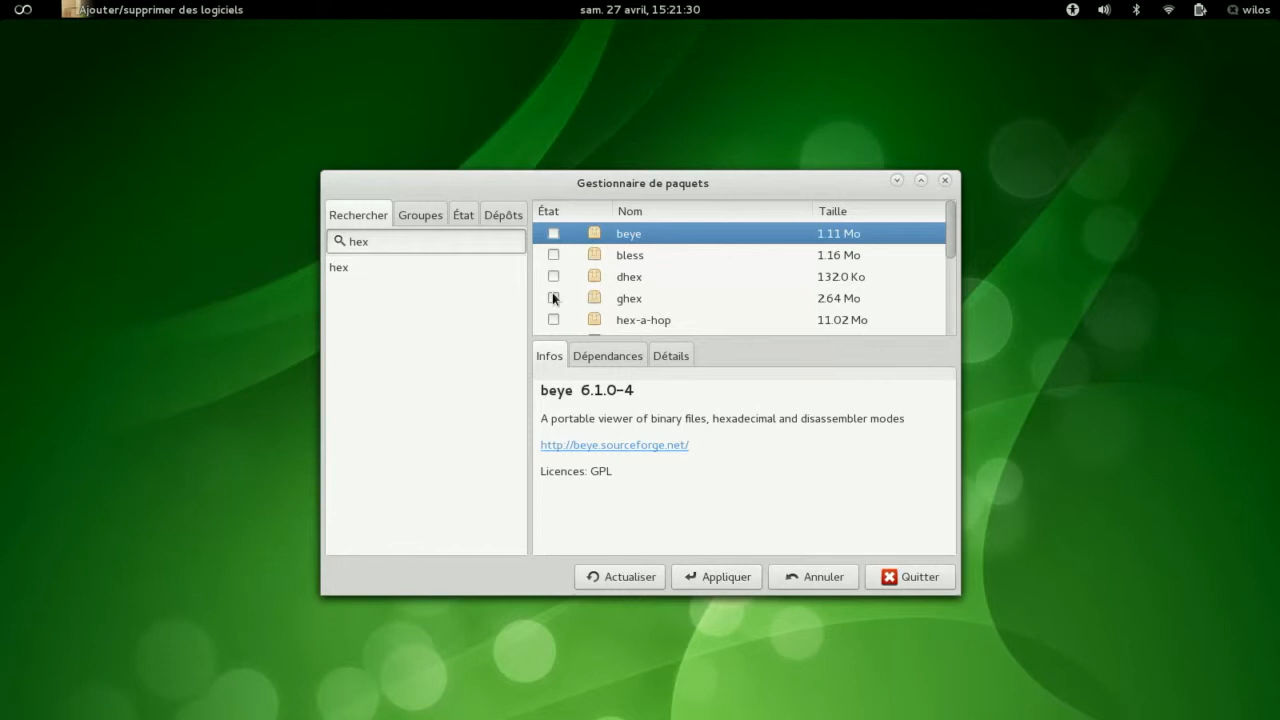 Ajouter/supprimer des logiciels
sam. 27 avril, 15:21:30
wilos
Gestionnaire de paquets
Rechercher
Groupes
État
Dépôts
hex
hex
État Nom Taille
beye 1.11 Mo
bless 1.16 Mo
dhex 132.0 Ko
ghex 2.64 Mo
hex-a-hop 11.02 Mo
Infos
Dépendances
Détails
beye 6.1.0-4
A portable viewer of binary files, hexadecimal and disassembler modes
http://beye.sourceforge.net/
Licences: GPL
Actualiser
Appliquer
Annuler
Quitter